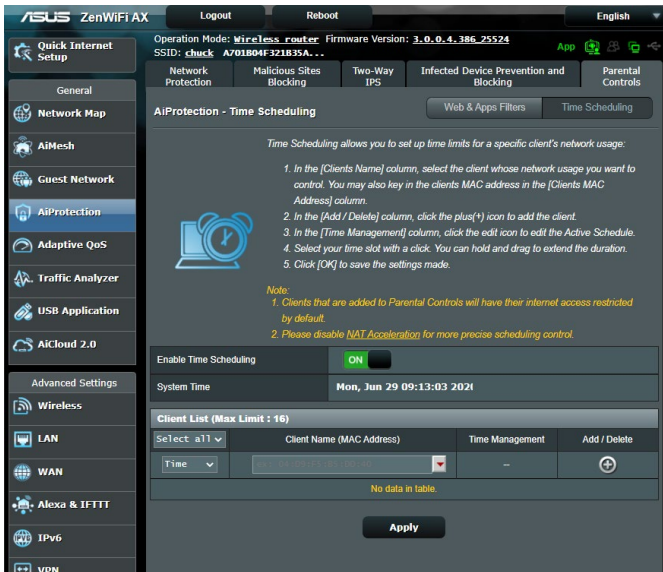 ASUS ZenWiFi AX
Logout
Reboot
English
Quick Internet
Setup
Operation Mode: Wireless router Firmware Version: 3.0.0.4.386_25524
SSID: chuck A701B04F321B35A...
App
General
Network Map
AiMesh
Guest Network
AiProtection
Adaptive QoS
Traffic Analyzer
USB Application
AiCloud 2.0
Advanced Settings
Wireless
LAN
WAN
Alexa & IFTTT
IPv6
VPN
Network
Protection
Malicious Sites
Blocking
Two-Way
IPS
Infected Device Prevention and
Blocking
Parental
Controls
AiProtection - Time Scheduling
Web & Apps Filters
Time Scheduling
Time Scheduling allows you to set up time limits for a specific client's network usage:
1. In the [Clients Name] column, select the client whose network usage you want to
control. You may also key in the clients MAC address in the [Clients MAC
Address] column.
2. In the [Add / Delete] column, click the plus(+) icon to add the client.
3. In the [Time Management] column, click the edit icon to edit the Active Schedule.
4. Select your time slot with a click. You can hold and drag to extend the duration.
5. Click [OK] to save the settings made.
Note:
1. Clients that are added to Parental Controls will have their internet access restricted
by default.
2. Please disable NAT Acceleration for more precise scheduling control.
Enable Time Scheduling
ON
System Time
Mon, Jun 29 09:13:03 202
Client List (Max Limit : 16)
Select all
Client Name (MAC Address)
Time Management
Add / Delete
Time
–
No data in table.
Apply